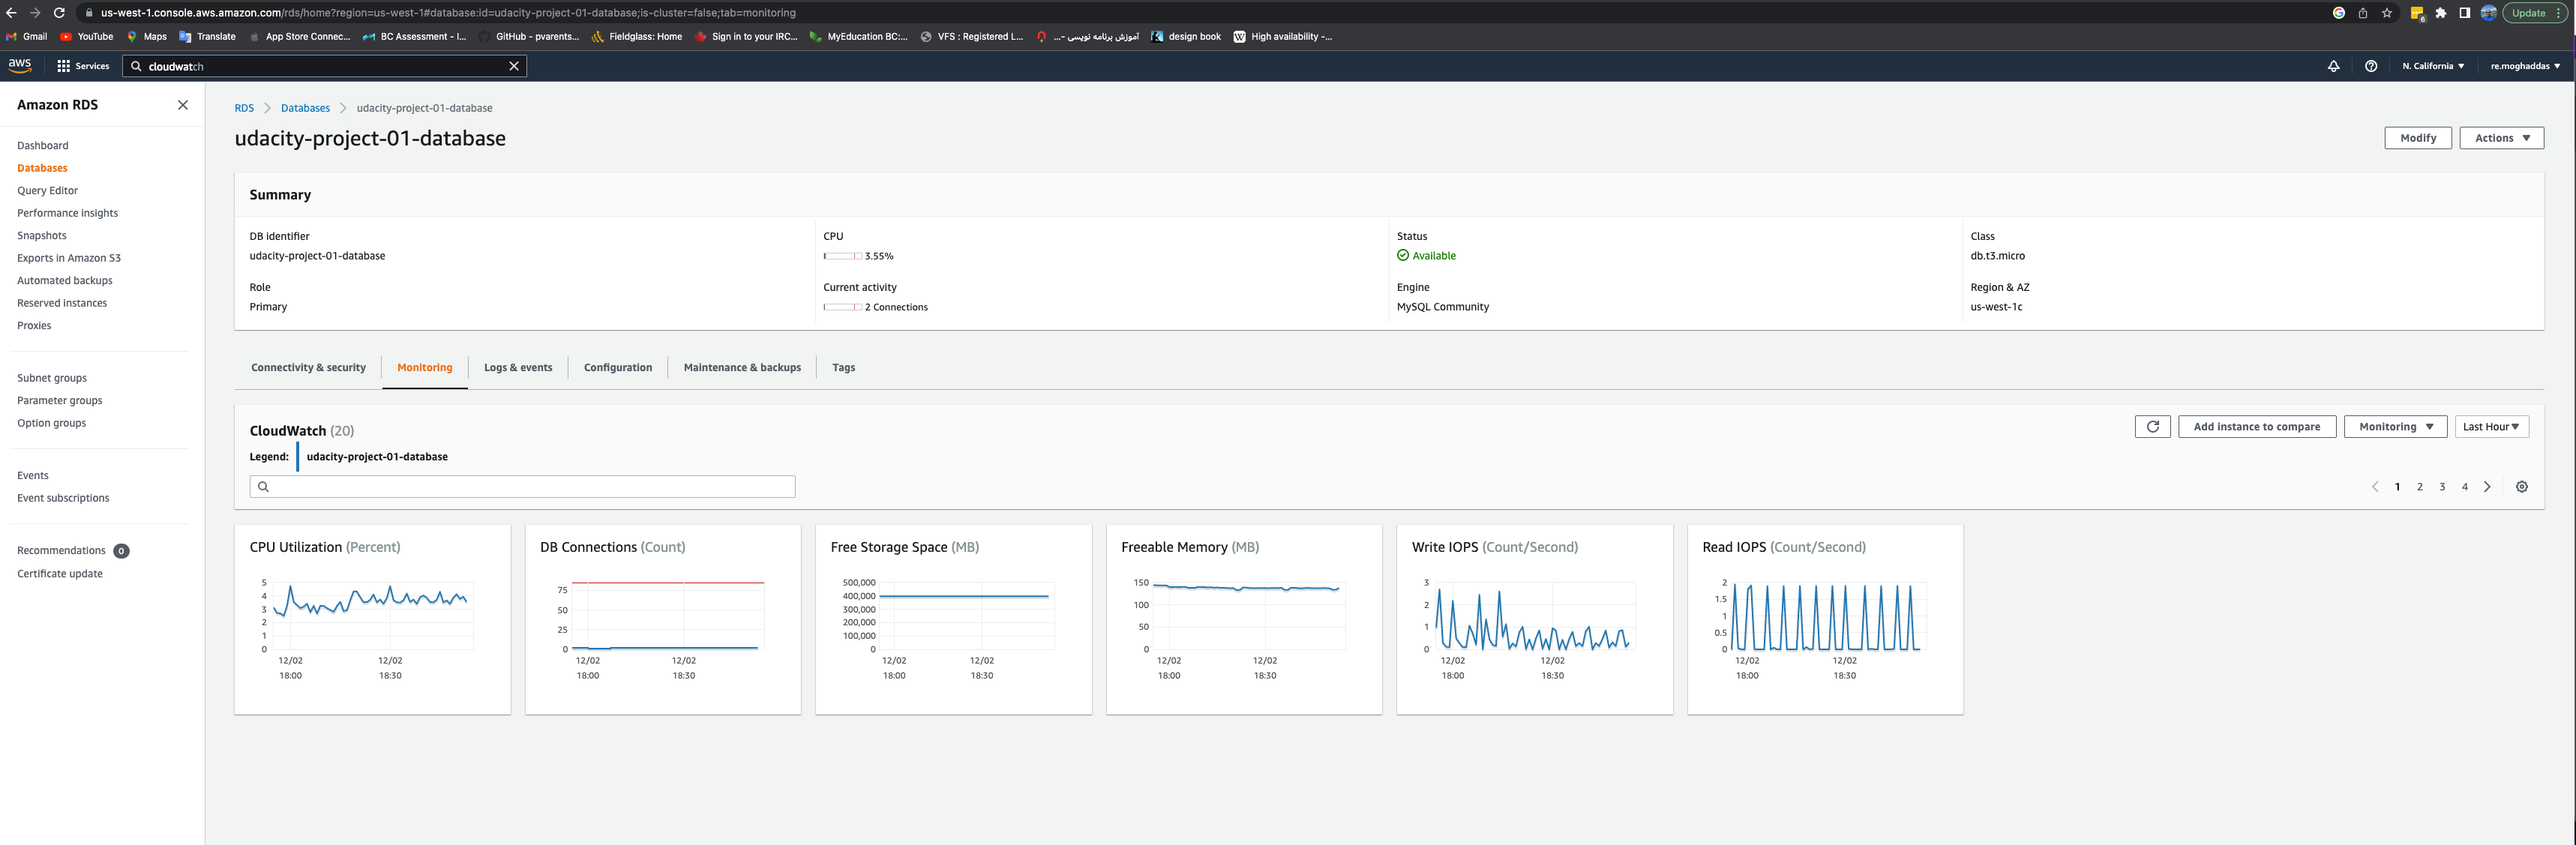 us-west-1.console.aws.amazon.com/rds/home?region=us-west-1#database:id=udacity-project-01-database;is-cluster=false;tab=monitoring
6
Update
Gmail YouTube Maps Translate App Store Connec... BC Assessment - I... GitHub - pvarents... Fieldglass: Home Sign in to your IRC... MyEducation BC:... VFS : Registered L... آموزش برنامه نویسی -... design book High availability -...
aws Services cloudwatch N. California re.moghaddas
Amazon RDS
Dashboard
Databases
Query Editor
Performance insights
Snapshots
Exports in Amazon S3
Automated backups
Reserved instances
Proxies
Subnet groups
Parameter groups
Option groups
Events
Event subscriptions
Recommendations 0
Certificate update
RDS Databases udacity-project-01-database
udacity-project-01-database
Modify Actions
Summary
DB identifier
udacity-project-01-database
Role
Primary
CPU
3.55%
Current activity
2 Connections
Status
Available
Engine
MySQL Community
Class
db.t3.micro
Region & AZ
us-west-1c
Connectivity & security Monitoring Logs & events Configuration Maintenance & backups Tags
CloudWatch (20)
Add instance to compare Monitoring Last Hour
Legend: udacity-project-01-database
1 2 3 4
CPU Utilization (Percent)
5
4
3
2
1
0
12/02 12/02
18:00 18:30
DB Connections (Count)
75
50
25
0
12/02 12/02
18:00 18:30
Free Storage Space (MB)
500,000
400,000
300,000
200,000
100,000
0
12/02 12/02
18:00 18:30
Freeable Memory (MB)
150
100
50
0
12/02 12/02
18:00 18:30
Write IOPS (Count/Second)
3
2
1
0
12/02 12/02
18:00 18:30
Read IOPS (Count/Second)
2
1.5
1
0.5
0
12/02 12/02
18:00 18:30